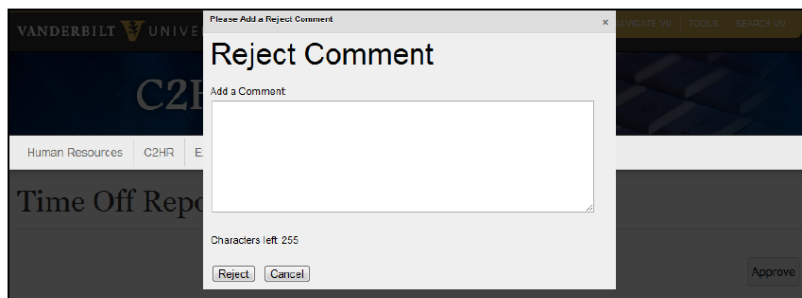 Please Add a Reject Comment
×
VANDERBILT V UNIVE
NAVIGATE VU TOOLS SEARCH VU
Reject Comment
C2H
Add a Comment
Human Resources C2HR E
Time Off Repo
Characters left 255
Reject Cancel
Approve